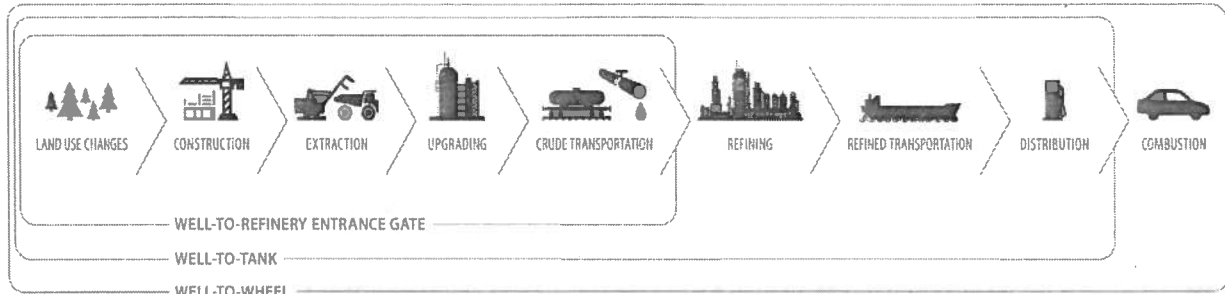 LAND USE CHANGES
CONSTRUCTION
EXTRACTION
UPGRADING
CRUDE TRANSPORTATION
REFINING
REFINED TRANSPORTATION
DISTRIBUTION
COMBUSTION
WELL-TO-REFINERY ENTRANCE GATE
WELL-TO-TANK
WELL-TO-WHEEL